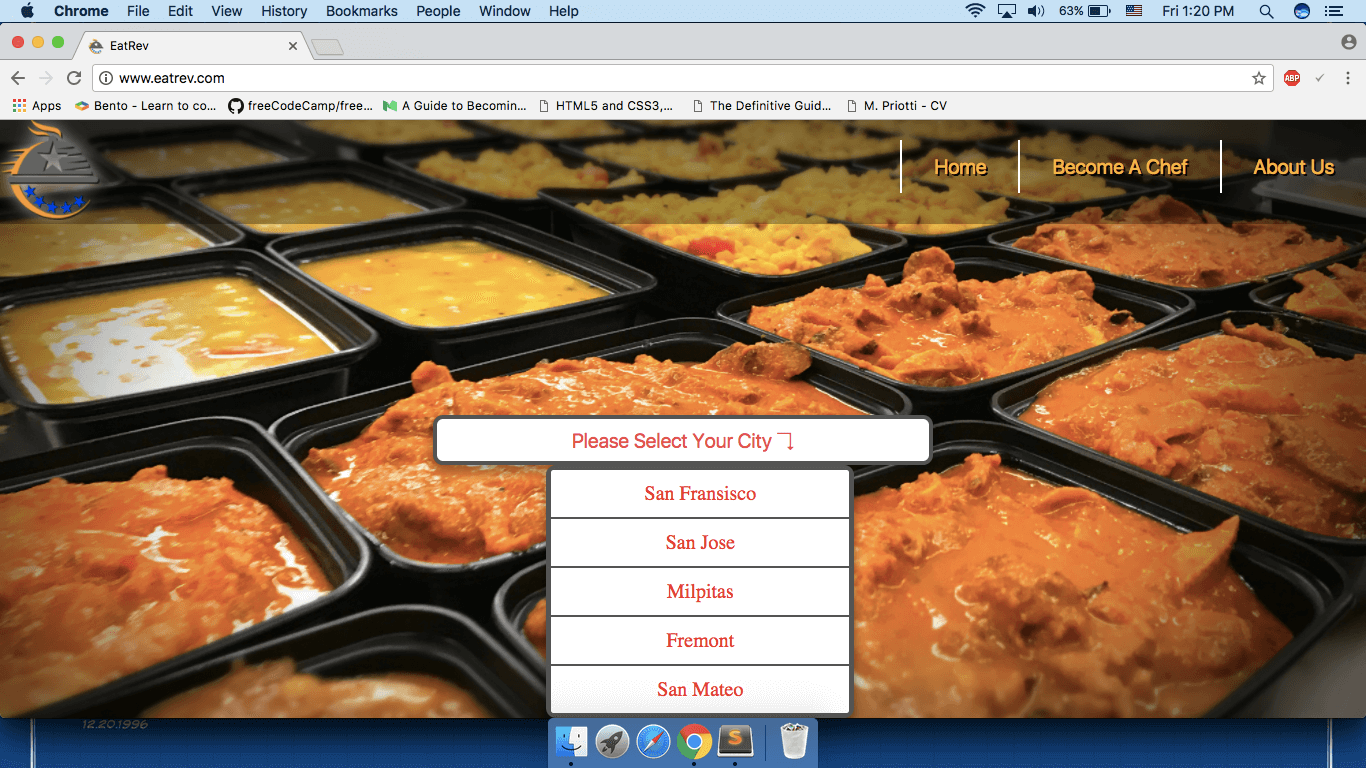 Chrome File Edit View History Bookmarks People Window Help 63% Fri 1:20 PM
EatRev
www.eatrev.com ABP
Apps Bento - Learn to co... freeCodeCamp/free... A Guide to Becomin... HTML5 and CSS3,... The Definitive Guid... M. Priotti - CV
Home Become A Chef About Us
Please Select Your City
San Fransisco
San Jose
Milpitas
Fremont
San Mateo
12.20.1996
S